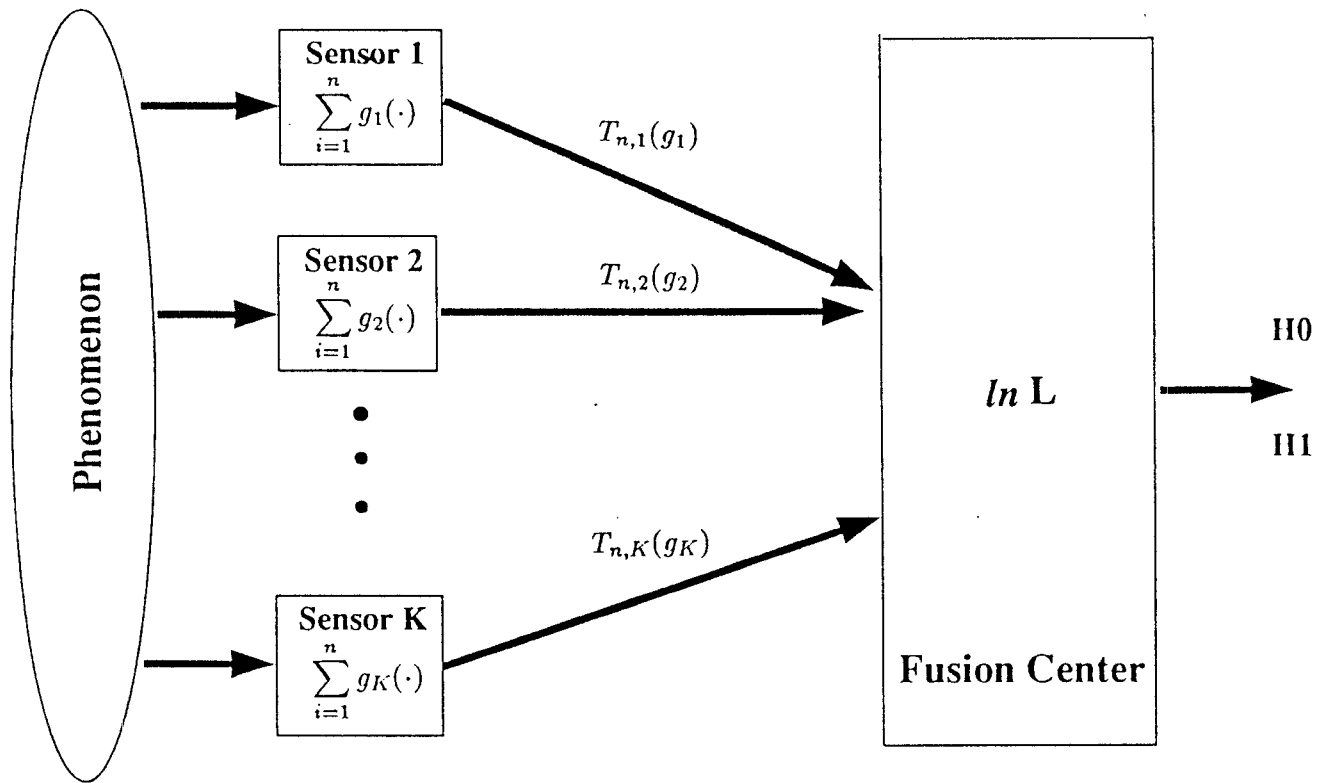 Phenomenon
Sensor 1
n
∑ g₁(·)
i=1
T_{n,1}(g₁)
Sensor 2
n
∑ g₂(·)
i=1
T_{n,2}(g₂)
Sensor K
n
∑ g_K(·)
i=1
T_{n,K}(g_K)
ln L
Fusion Center
H0
H1